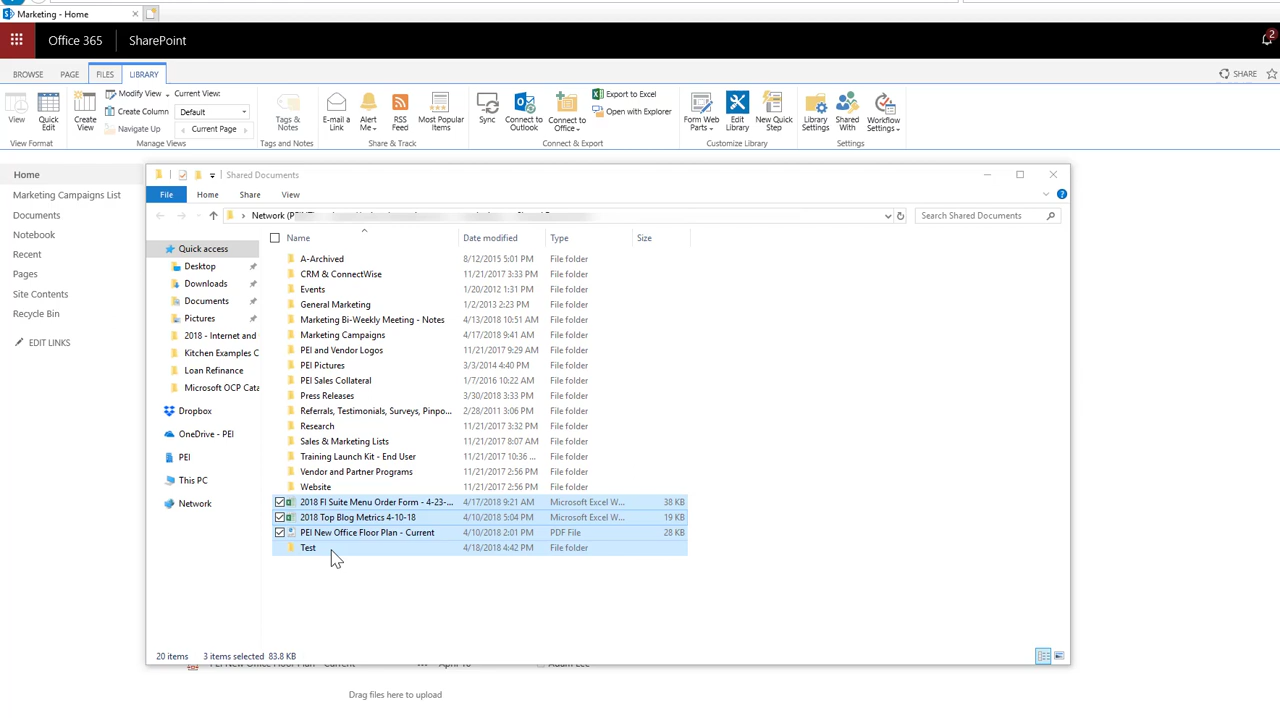 Marketing - Home
2
Office 365
SharePoint
BROWSE
PAGE
FILES
LIBRARY
SHARE
View
Quick Edit
View Format
Create View
Modify View
Create Column
Navigate Up
Current View:
Default
Current Page
Manage Views
Tags & Notes
Tags and Notes
E-mail a Link
Alert Me
RSS Feed
Most Popular Items
Share & Track
Sync
Connect to Outlook
Connect to Office
Export to Excel
Open with Explorer
Connect & Export
Form Web Parts
Edit Library
New Quick Step
Customize Library
Library Settings
Shared With
Workflow Settings
Settings
Home
Marketing Campaigns List
Documents
Notebook
Recent
Pages
Site Contents
Recycle Bin
EDIT LINKS
Shared Documents
File
Home
Share
View
Network
Search Shared Documents
Quick access
Desktop
Downloads
Documents
Pictures
2018 - Internet and
Kitchen Examples C
Loan Refinance
Microsoft OCP Cata
Dropbox
OneDrive - PEI
PEI
This PC
Network
Name Date modified Type Size
A-Archived 8/12/2015 5:01 PM File folder
CRM & ConnectWise 11/21/2017 3:33 PM File folder
Events 1/20/2012 1:31 PM File folder
General Marketing 1/2/2013 2:23 PM File folder
Marketing Bi-Weekly Meeting - Notes 4/13/2018 10:51 AM File folder
Marketing Campaigns 4/17/2018 9:41 AM File folder
PEI and Vendor Logos 11/21/2017 9:29 AM File folder
PEI Pictures 3/3/2014 4:40 PM File folder
PEI Sales Collateral 1/7/2016 10:22 AM File folder
Press Releases 3/30/2018 3:33 PM File folder
Referrals, Testimonials, Surveys, Pinpo... 2/28/2011 3:06 PM File folder
Research 11/21/2017 3:32 PM File folder
Sales & Marketing Lists 11/21/2017 8:07 AM File folder
Training Launch Kit - End User 11/21/2017 10:36 ... File folder
Vendor and Partner Programs 11/21/2017 2:56 PM File folder
Website 11/21/2017 2:56 PM File folder
2018 FI Suite Menu Order Form - 4-23-... 4/17/2018 9:21 AM Microsoft Excel W... 38 KB
2018 Top Blog Metrics 4-10-18 4/10/2018 5:04 PM Microsoft Excel W... 19 KB
PEI New Office Floor Plan - Current 4/10/2018 2:01 PM PDF File 28 KB
Test 4/18/2018 4:42 PM File folder
20 items 3 items selected 83.8 KB
PEI New Office Floor Plan - Current ... April 10 Adam Lee
Drag files here to upload